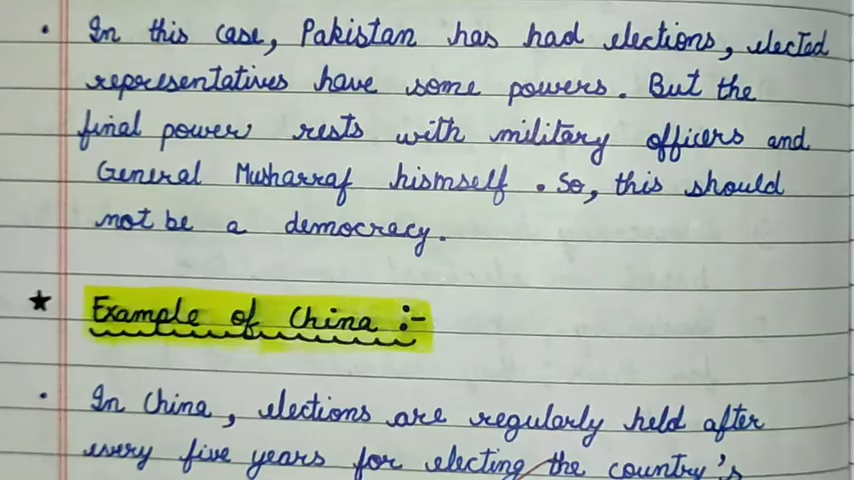 • In this case, Pakistan has had elections, elected
representatives have some powers. But the
final power rests with military officers and
General Musharraf hismself. So, this should
not be a democracy.
★ Example of China :-
• In China, elections are regularly held after
every five years for electing the country's